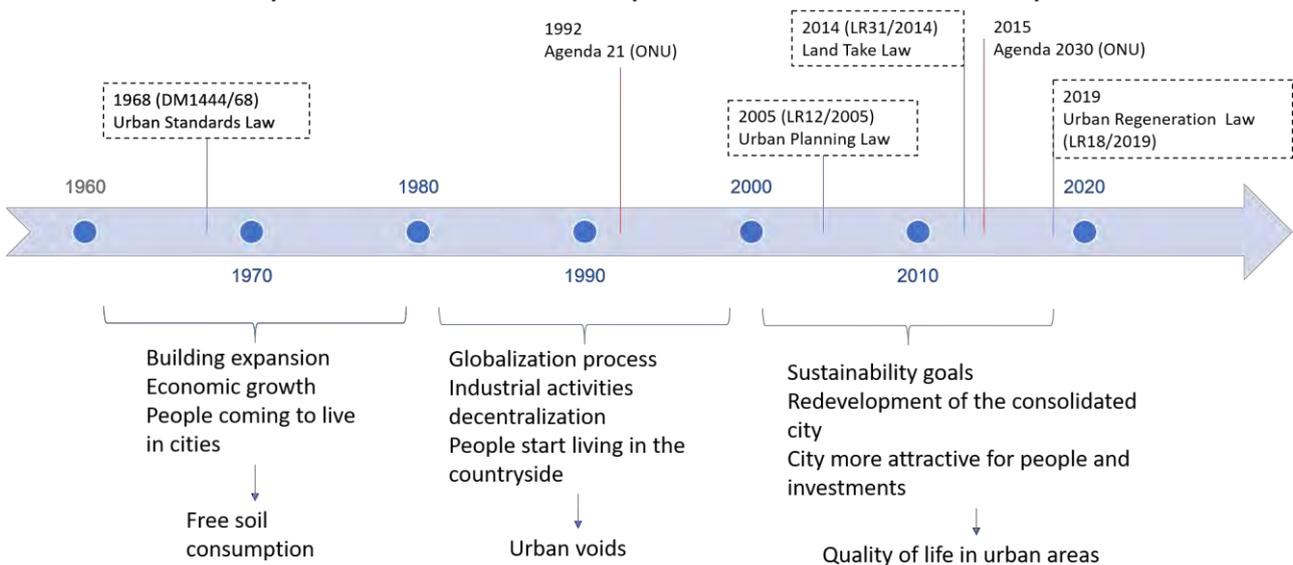 1992
Agenda 21 (ONU)
2014 (LR31/2014)
Land Take Law
2015
Agenda 2030 (ONU)
1968 (DM1444/68)
Urban Standards Law
2005 (LR12/2005)
Urban Planning Law
2019
Urban Regeneration Law
(LR18/2019)
1960
1980
2000
2020
1970
1990
2010
Building expansion
Economic growth
People coming to live
in cities
Free soil
consumption
Globalization process
Industrial activities
decentralization
People start living in the
countryside
Urban voids
Sustainability goals
Redevelopment of the consolidated
city
City more attractive for people and
investments
Quality of life in urban areas